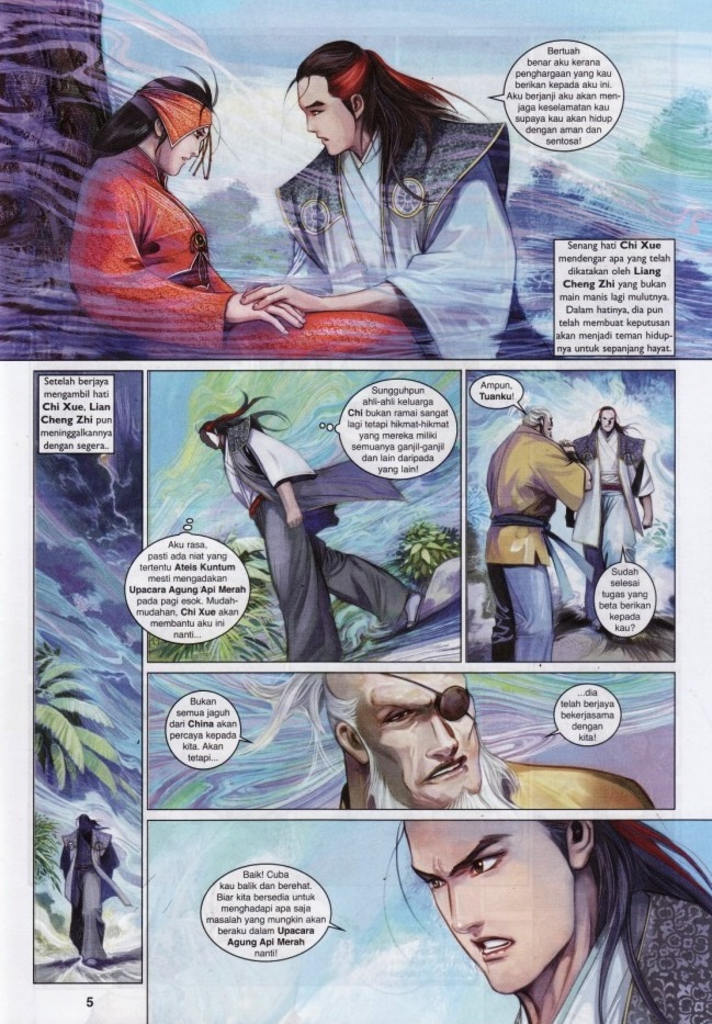 Bertuah
benar aku kerana
penghargaan yang kau
berikan kepada aku ini.
Aku berjanji aku akan men-
jaga keselamatan kau
supaya kau akan hidup
dengan aman dan
sentosa!
Senang hati Chi Xue
mendengar apa yang telah
dikatakan oleh Liang
Cheng Zhi yang bukan
main manis lagi mulutnya.
Dalam hatinya, dia pun
telah membuat keputusan
akan menjadi teman hidup-
nya untuk sepanjang hayat.
Setelah berjaya
mengambil hati
Chi Xue, Lian
Cheng Zhi pun
meninggalkannya
dengan segera..
Sungguhpun
ahli-ahli keluarga
Chi bukan ramai sangat
lagi tetapi hikmat-hikmat
yang mereka miliki
semuanya ganjil-ganjil
dan lain daripada
yang lain!
Aku rasa,
pasti ada niat yang
tertentu Ateis Kuntum
mesti mengadakan
Upacara Agung Api Merah
pada pagi esok. Mudah-
mudahan, Chi Xue akan
membantu aku ini
nanti...
Ampun,
Tuanku!
Sudah
selesai
tugas yang
beta berikan
kepada
kau?
Bukan
semua jaguh
dari China akan
percaya kepada
kita. Akan
tetapi...
...dia
telah berjaya
bekerjasama
dengan
kita!
Baik! Cuba
kau balik dan berehat.
Biar kita bersedia untuk
menghadapi apa saja
masalah yang mungkin akan
beraku dalam Upacara
Agung Api Merah
nanti!
5